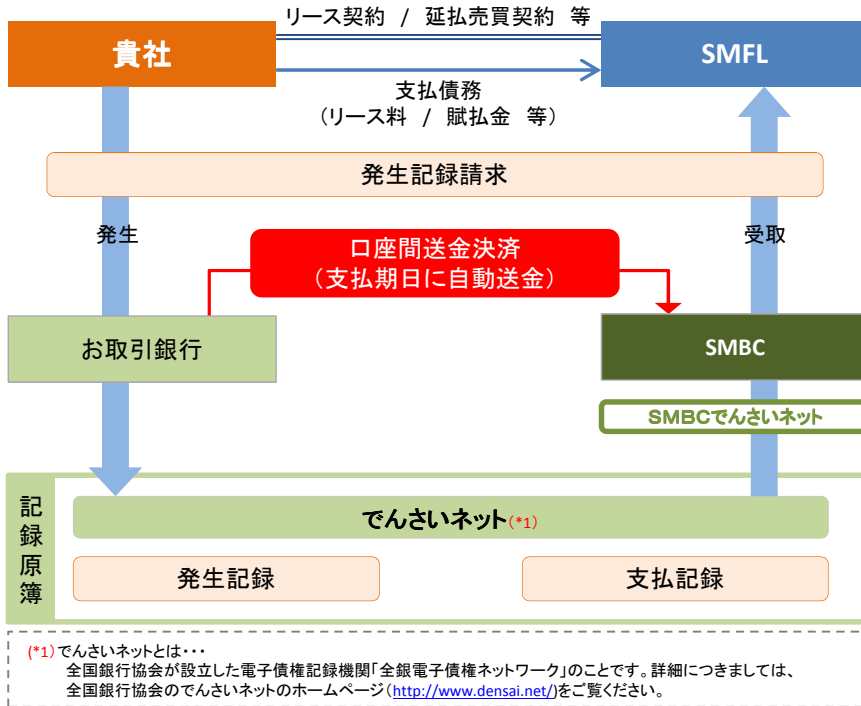 リース契約 / 延払売買契約 等
貴社
SMFL
支払債務
(リース料 / 賦払金 等)
発生記録請求
発生
口座間送金決済
(支払期日に自動送金)
受取
お取引銀行
SMBC
SMBCでんさいネット
記録原簿
でんさいネット(*1)
発生記録
支払記録
(*1)でんさいネットとは・・・
全国銀行協会が設立した電子債権記録機関「全銀電子債権ネットワーク」のことです。詳細につきましては、
全国銀行協会のでんさいネットのホームページ(http://www.densai.net/)をご覧ください。